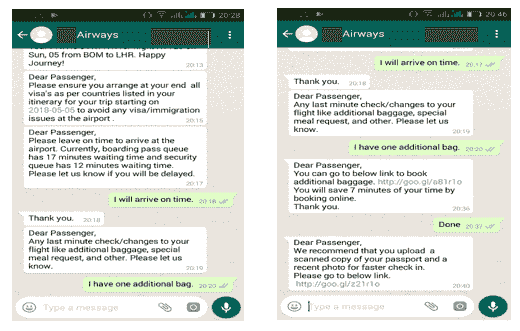 20:28
Airways
Sun, 05 from BOM to LHR. Happy
Journey!
20:13
Dear Passenger,
Please ensure you arrange at your end all
visa's as per countries listed in your
itinerary for your trip starting on
2019-05-05 to avoid any visa/immigration
issues at the airport .
20:15
Dear Passenger,
Please leave on time to arrive at the
airport. Currently, boarding pass queue
has 17 minutes waiting time and security
queue has 12 minutes waiting time.
Please let us know if you will be delayed.
20:17
I will arrive on time. 20:18
Thank you. 20:18
Dear Passenger,
Any last minute check/changes to your
flight like additional baggage, special
meal request, and other. Please let us
know.
20:19
I have one additional bag. 20:20
Type a message
20:46
Airways
I will arrive on time. 20:17
Thank you. 20:18
Dear Passenger,
Any last minute check/changes to your
flight like additional baggage, special
meal request, and other. Please let us
know.
20:19
I have one additional bag. 20:20
Dear Passenger,
You can go to below link to book
additional baggage. http://goo.gl/s81r1o
You will save 7 minutes of your time by
booking online.
Thank you.
20:36
Done 20:37
Dear Passenger,
We recommend that you upload a
scanned copy of your passport and a
recent photo for faster check in.
Please go to below link.
http://goo.gl/z21r1o
20:40
Type a message